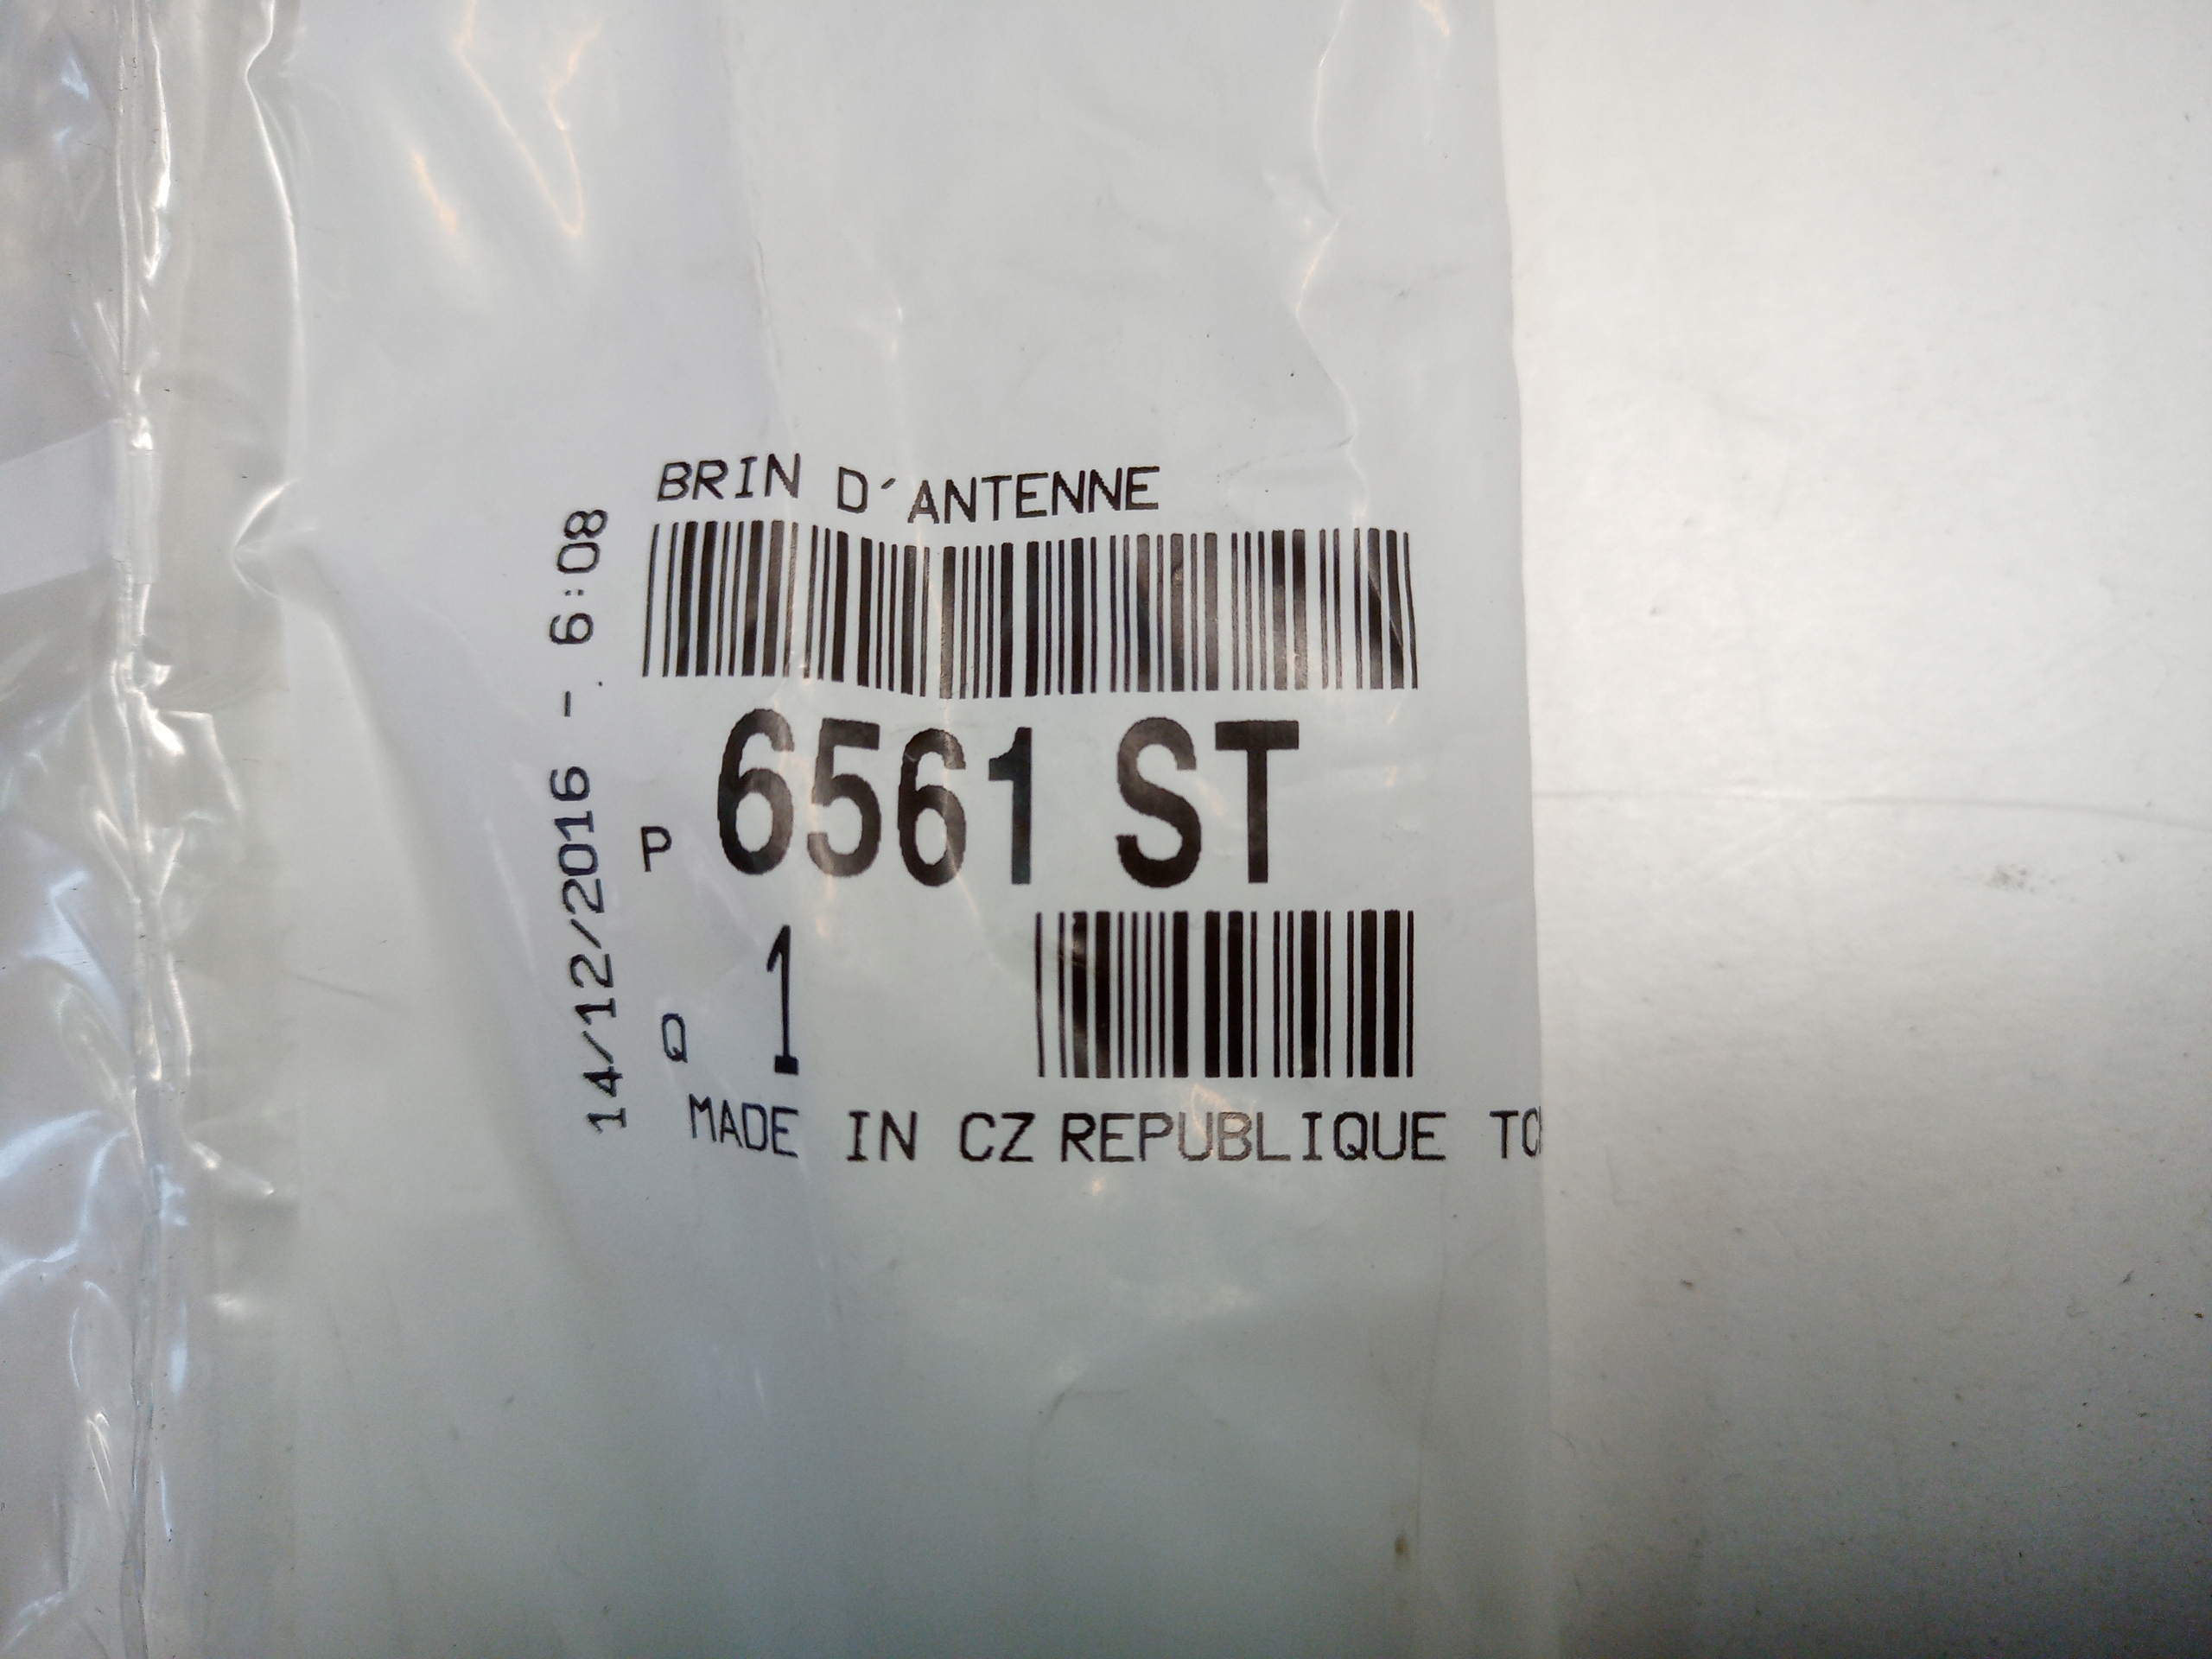 BRIN D'ANTENNE
14/12/2016 - 6:08
P 6561 ST
Q 1
MADE IN CZ REPUBLIQUE